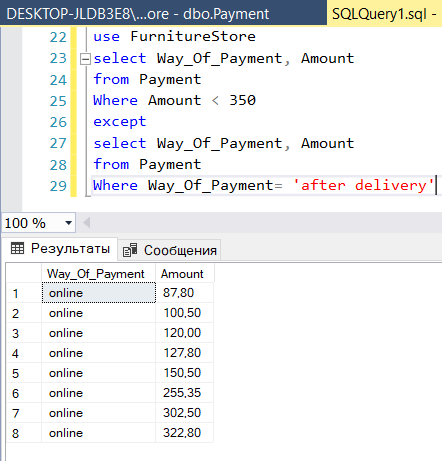 DESKTOP-JLDB3E8\...ore - dbo.Payment
SQLQuery1.sql -
22 use FurnitureStore
23 select Way_Of_Payment, Amount
24 from Payment
25 Where Amount < 350
26 except
27 select Way_Of_Payment, Amount
28 from Payment
29 Where Way_Of_Payment= 'after delivery'
100 %
Результаты Сообщения
Way_Of_Payment Amount
1 online 87,80
2 online 100,50
3 online 120,00
4 online 127,80
5 online 150,50
6 online 255,35
7 online 302,50
8 online 322,80